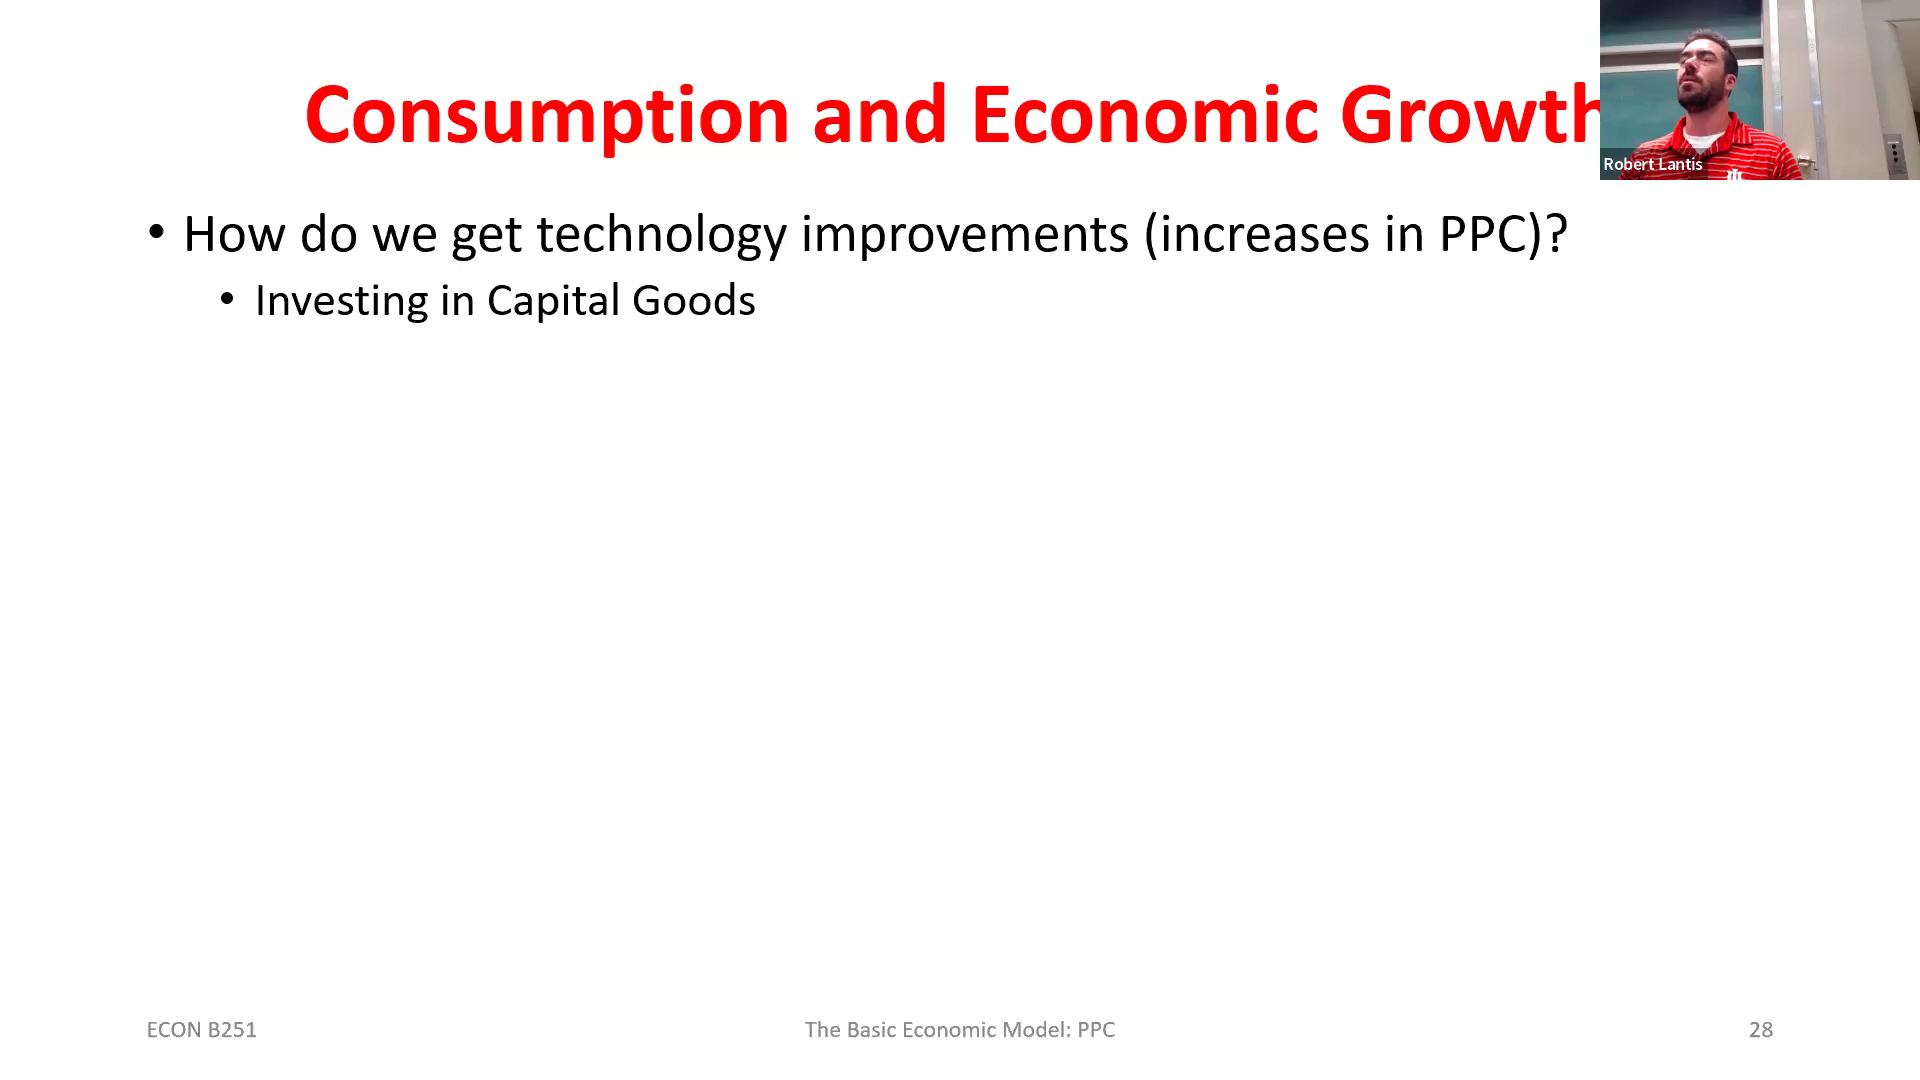 Consumption and Economic Growth
Robert Lantis
• How do we get technology improvements (increases in PPC)?
• Investing in Capital Goods
ECON B251
The Basic Economic Model: PPC
28